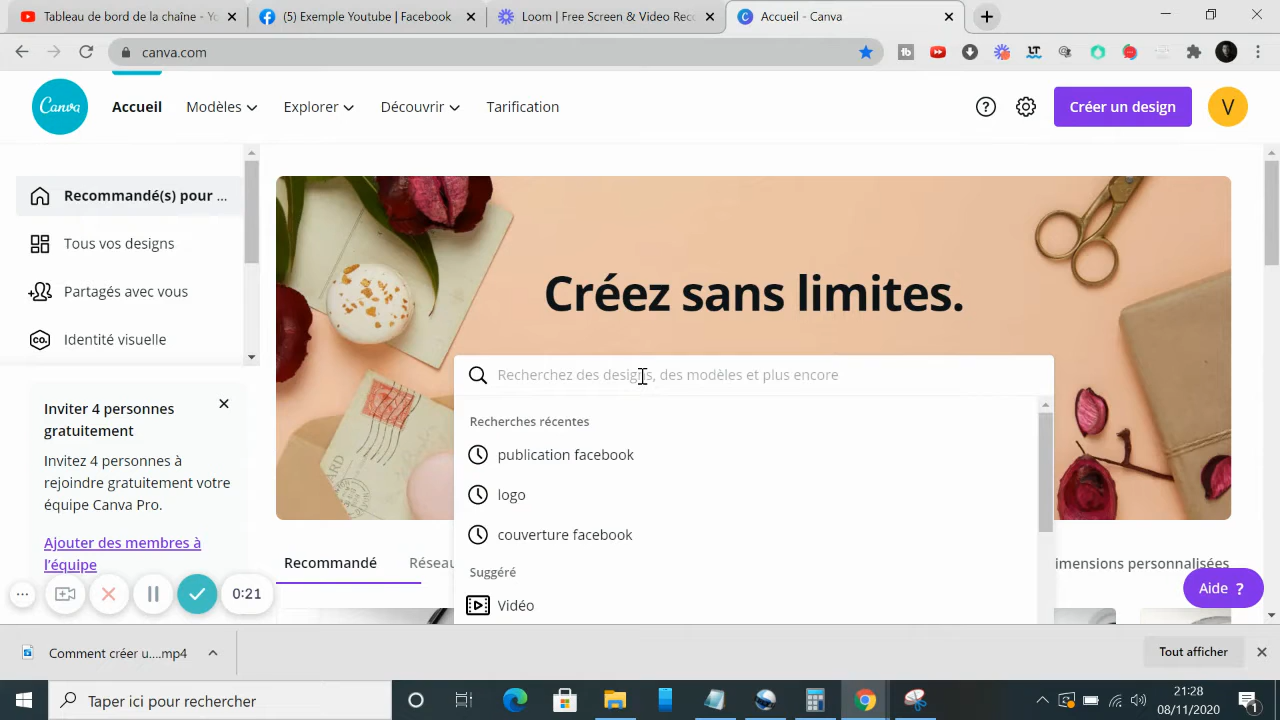 Tableau de bord de la chaîne - Yo
(5) Exemple Youtube | Facebook
Loom | Free Screen & Video Rec
Accueil - Canva
canva.com
Canva
Accueil
Modèles
Explorer
Découvrir
Tarification
Créer un design
V
Recommandé(s) pour ...
Tous vos designs
Partagés avec vous
CO.
Identité visuelle
Inviter 4 personnes
gratuitement
Invitez 4 personnes à
rejoindre gratuitement votre
équipe Canva Pro.
Ajouter des membres à
l'équipe
Créez sans limites.
Recherchez des designs, des modèles et plus encore
Recherches récentes
publication facebook
logo
couverture facebook
Suggéré
Vidéo
Recommandé
Réseau
imensions personnalisées
Aide ?
0:21
Comment créer u....mp4
Tout afficher
Taper ici pour rechercher
21:28
08/11/2020